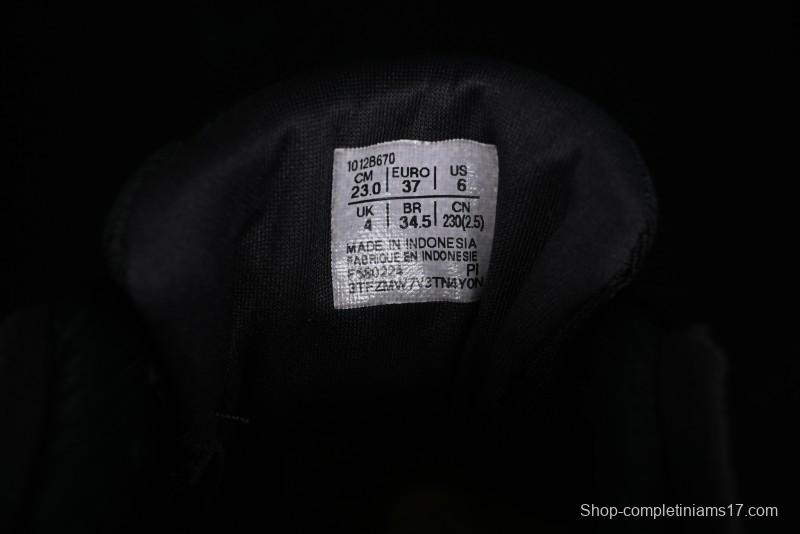 1012B670
CM EURO US
23.0 37 6
UK BR CN
4 34.5 230(2.5)
MADE IN INDONESIA
FABRIQUE EN INDONESIE
PI
3TFZMW7V3TN4Y0N
Shop-completiniams17.com